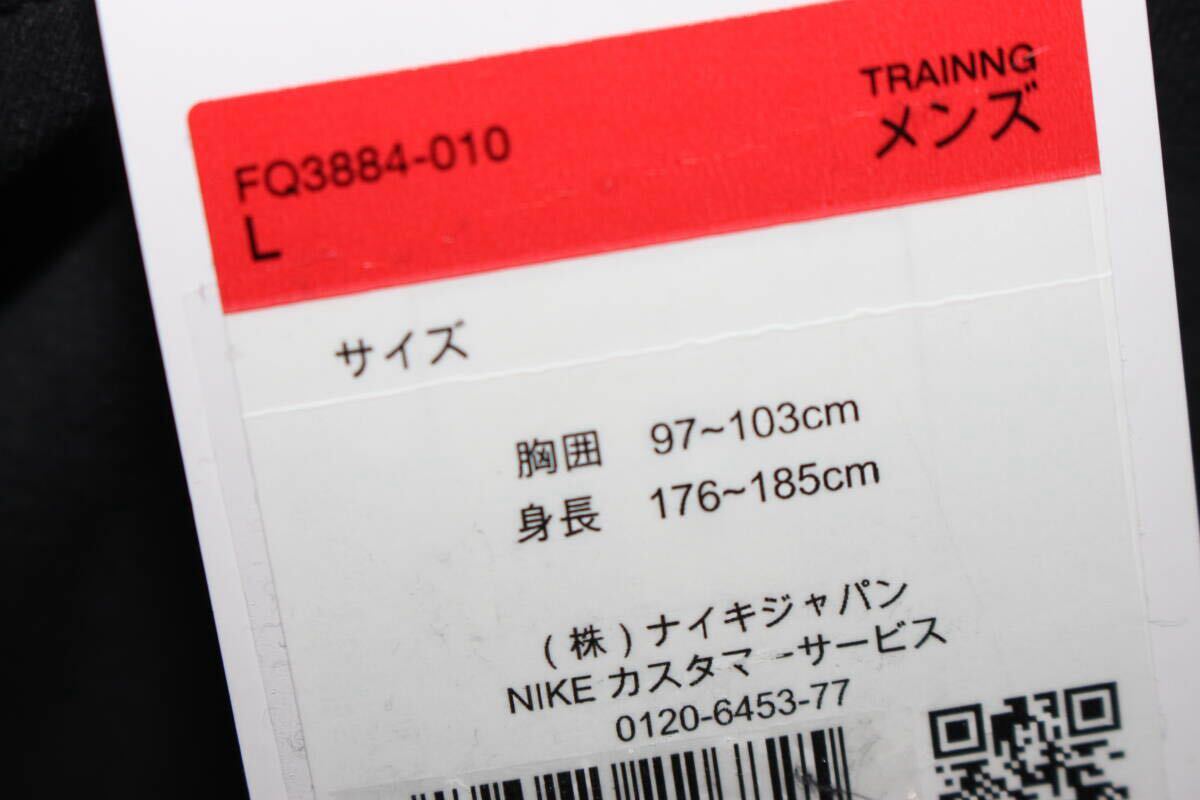 TRAINNG
FQ3884-010 メンズ
L
サイズ
胸囲 97~103cm
身長 176~185cm
(株)ナイキジャパン
NIKE カスタマーサービス
0120-6453-77